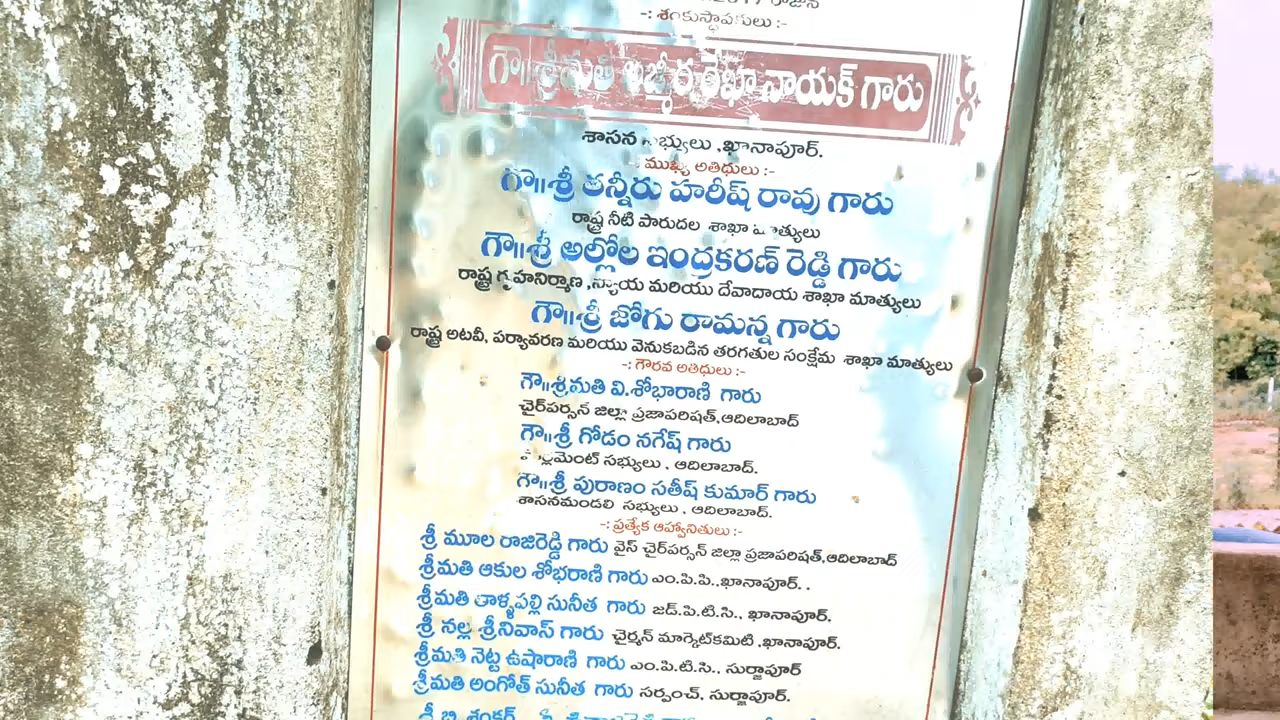 -: శంకుస్థాపకులు :-
గౌ॥శ్రీమతి అజ్మీర రేఖా నాయక్ గారు
శాసన సభ్యులు ,ఖానాపూర్.
-: ముఖ్య అతిధులు :-
గౌ॥శ్రీ తన్నీరు హరీష్ రావు గారు
రాష్ట్ర నీటి పారుదల శాఖా మాత్యులు
గౌ॥శ్రీ అల్లోల ఇంద్రకరణ్ రెడ్డి గారు
రాష్ట్ర గృహనిర్మాణ ,న్యాయ మరియు దేవాదాయ శాఖా మాత్యులు
గౌ॥శ్రీ జోగు రామన్న గారు
రాష్ట్ర అటవీ, పర్యావరణ మరియు వెనుకబడిన తరగతుల సంక్షేమ శాఖా మాత్యులు
-: గౌరవ అతిధులు :-
గౌ॥శ్రీమతి వి.శోభారాణి గారు
చైర్‌పర్సన్ జిల్లా ప్రజాపరిషత్,ఆదిలాబాద్
గౌ॥శ్రీ గోడం నగేష్ గారు
పార్లమెంట్ సభ్యులు , ఆదిలాబాద్.
గౌ॥శ్రీ పురాణం సతీష్ కుమార్ గారు
శాసనమండలి సభ్యులు , ఆదిలాబాద్.
-: ప్రత్యేక ఆహ్వానితులు :-
శ్రీ మూల రాజిరెడ్డి గారు వైస్ చైర్‌పర్సన్ జిల్లా ప్రజాపరిషత్,ఆదిలాబాద్
శ్రీమతి ఆకుల శోభరాణి గారు ఎం.పి.పి.,ఖానాపూర్. .
శ్రీమతి తాళ్ళపల్లి సునీత గారు జడ్.పి.టి.సి., ఖానాపూర్.
శ్రీ నల్ల శ్రీనివాస్ గారు చైర్మన్ మార్కెట్‌కమిటి ,ఖానాపూర్.
శ్రీమతి నెట్ట ఉషారాణి గారు ఎం.పి.టి.సి., సుర్జాపూర్
శ్రీమతి అంగోత్ సునీత గారు సర్పంచ్, సుర్జాపూర్.